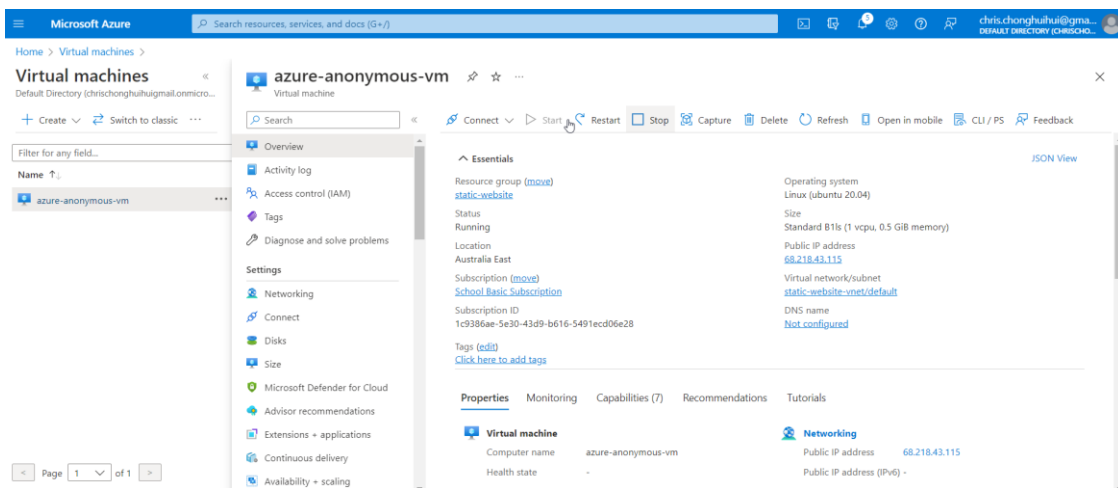 Microsoft Azure
Search resources, services, and docs (G+/)
5
chris.chonghuihui@gma...
DEFAULT DIRECTORY (CHRISCHO...
Home > Virtual machines >
Virtual machines
Default Directory (chrischonghuihuigmail.onmicro...
+ Create
Switch to classic
...
Filter for any field...
Name ↑↓
azure-anonymous-vm
...
< Page 1 of 1 >
azure-anonymous-vm
...
Virtual machine
Search
«
Connect
Start
Restart
Stop
Capture
Delete
Refresh
Open in mobile
CLI / PS
Feedback
Overview
Activity log
Access control (IAM)
Tags
Diagnose and solve problems
Settings
Networking
Connect
Disks
Size
Microsoft Defender for Cloud
Advisor recommendations
Extensions + applications
Continuous delivery
Availability + scaling
Essentials
JSON View
Resource group (move)
static-website
Status
Running
Location
Australia East
Subscription (move)
School Basic Subscription
Subscription ID
1c9386ae-5e30-43d9-b616-5491ecd06e28
Tags (edit)
Click here to add tags
Operating system
Linux (ubuntu 20.04)
Size
Standard B1ls (1 vcpu, 0.5 GiB memory)
Public IP address
68.218.43.115
Virtual network/subnet
static-website-vnet/default
DNS name
Not configured
Properties
Monitoring
Capabilities (7)
Recommendations
Tutorials
Virtual machine
Computer name azure-anonymous-vm
Health state -
Networking
Public IP address 68.218.43.115
Public IP address (IPv6) -